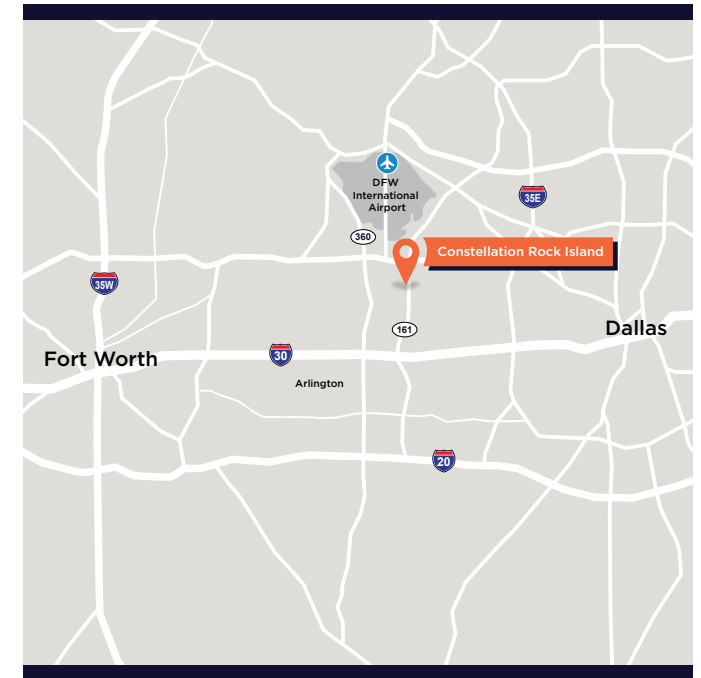 DFW
International
Airport
35E
360
Constellation Rock Island
35W
161
Dallas
Fort Worth
30
Arlington
20